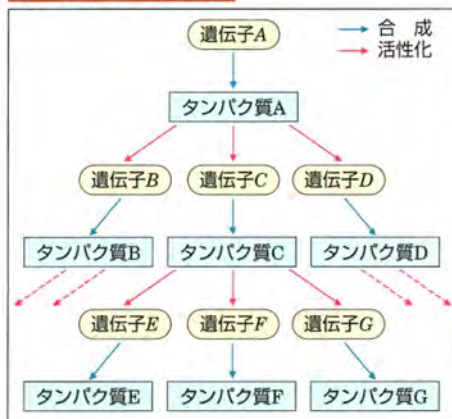 遺伝子A
合 成
活性化
タンパク質A
遺伝子B 遺伝子C 遺伝子D
タンパク質B タンパク質C タンパク質D
遺伝子E 遺伝子F 遺伝子G
タンパク質E タンパク質F タンパク質G